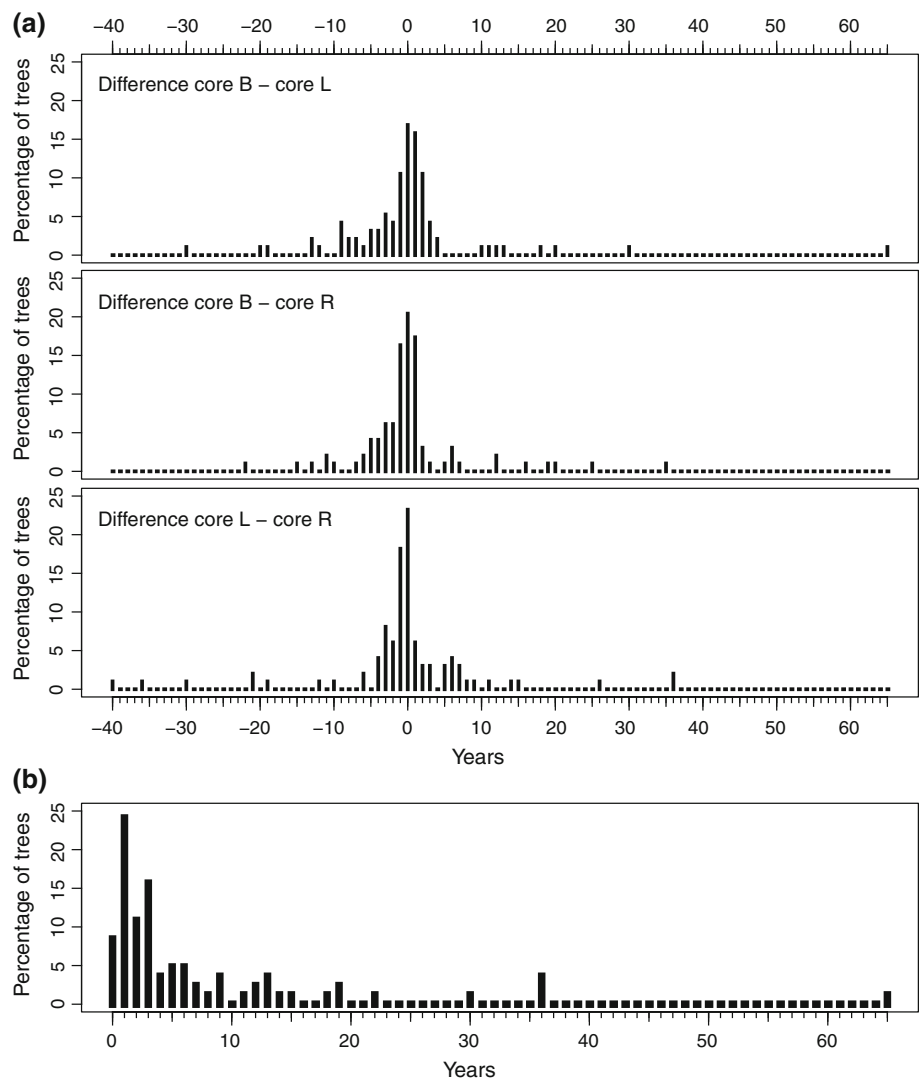 (a)
−40 −30 −20 −10 0 10 20 30 40 50 60
Percentage of trees
0 5 10 15 20 25
Difference core B − core L
Percentage of trees
0 5 10 15 20 25
Difference core B − core R
Percentage of trees
0 5 10 15 20 25
Difference core L − core R
−40 −30 −20 −10 0 10 20 30 40 50 60
Years
(b)
Percentage of trees
0 5 10 15 20 25
0 10 20 30 40 50 60
Years